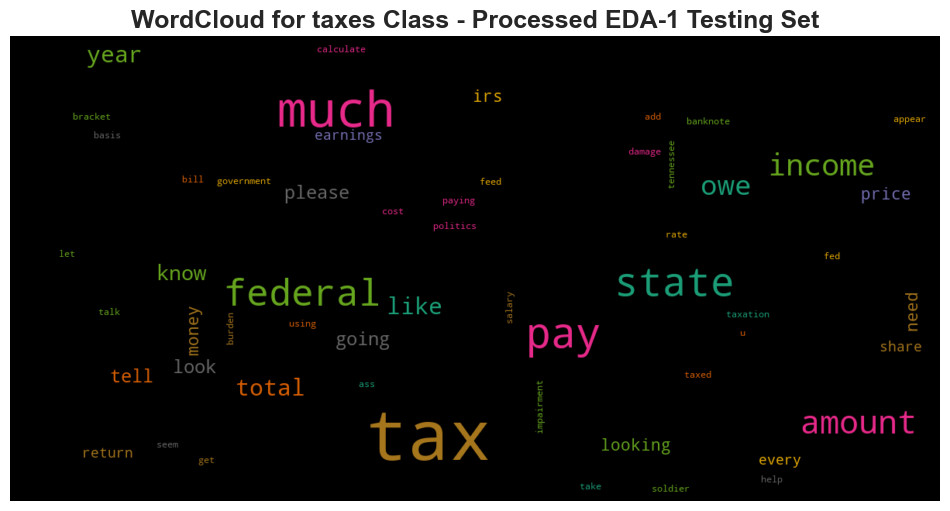 WordCloud for taxes Class - Processed EDA-1 Testing Set
year
calculate
much
irs
bracket
basis
earnings
add
banknote
appear
damage
tennessee
income
bill
government
please
feed
owe
price
paying
cost
politics
rate
let
know
fed
federal
like
state
talk
money
burden
using
salary
going
pay
taxation
u
need
share
look
tell
total
ass
taxed
impairment
tax
amount
return
seem
get
looking
every
help
take
soldier